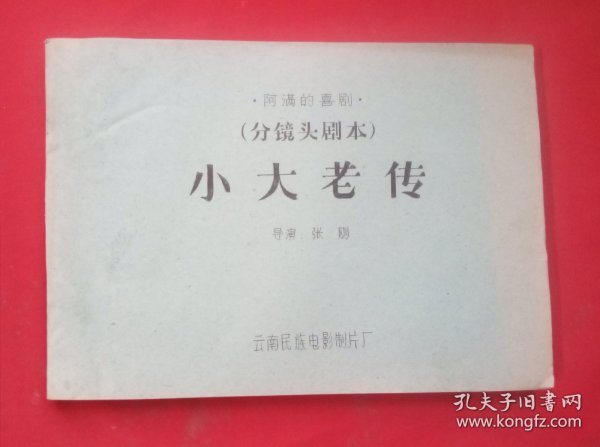 ·阿满的喜剧·
(分镜头剧本)
小大老传
导演 张刚
云南民族电影制片厂
孔夫子旧书网
www.kongfz.com